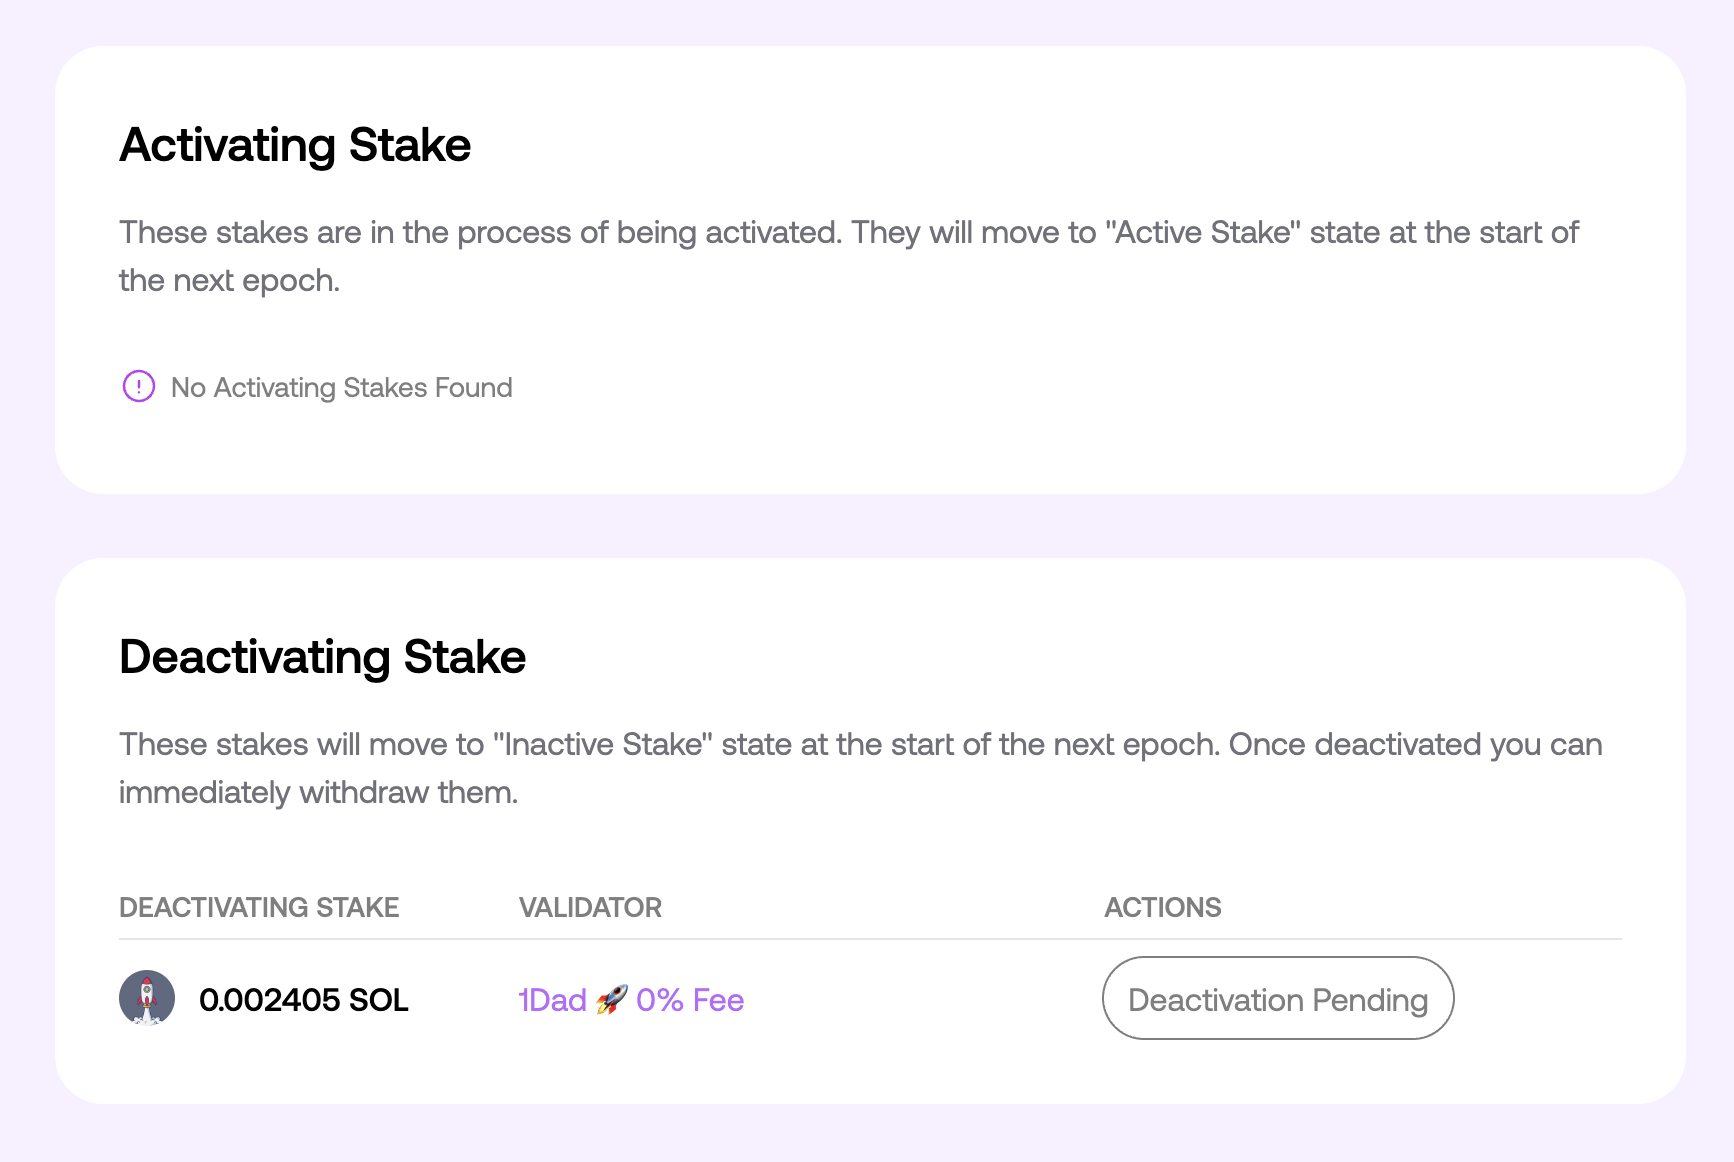 Activating Stake
These stakes are in the process of being activated. They will move to "Active Stake" state at the start of
the next epoch.
No Activating Stakes Found
Deactivating Stake
These stakes will move to "Inactive Stake" state at the start of the next epoch. Once deactivated you can
immediately withdraw them.
DEACTIVATING STAKE VALIDATOR ACTIONS
0.002405 SOL 1Dad 🚀 0% Fee Deactivation Pending